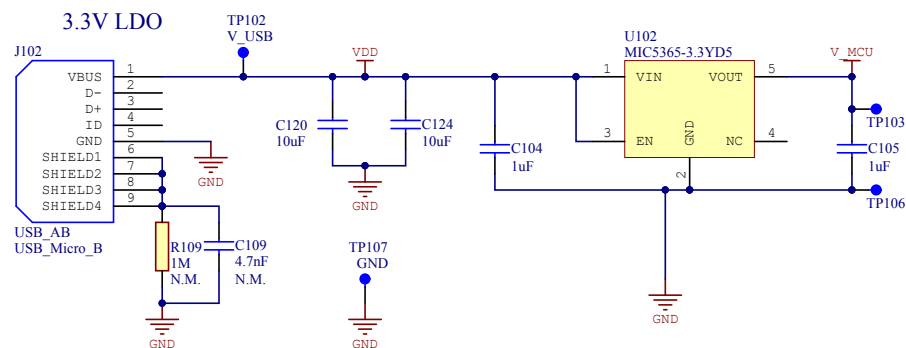 3.3V LDO
J102
VBUS 1
D- 2
D+ 3
ID 4
GND 5
SHIELD1 6
SHIELD2 7
SHIELD3 8
SHIELD4 9
USB_AB
USB_Micro_B
GND
R109
1M
N.M.
C109
4.7nF
N.M.
GND
TP102
V_USB
VDD
C120
10uF
C124
10uF
GND
TP107
GND
GND
C104
1uF
U102
MIC5365-3.3YD5
1 VIN VOUT 5
3 EN GND NC 4
2
V_MCU
TP103
C105
1uF
TP106
GND